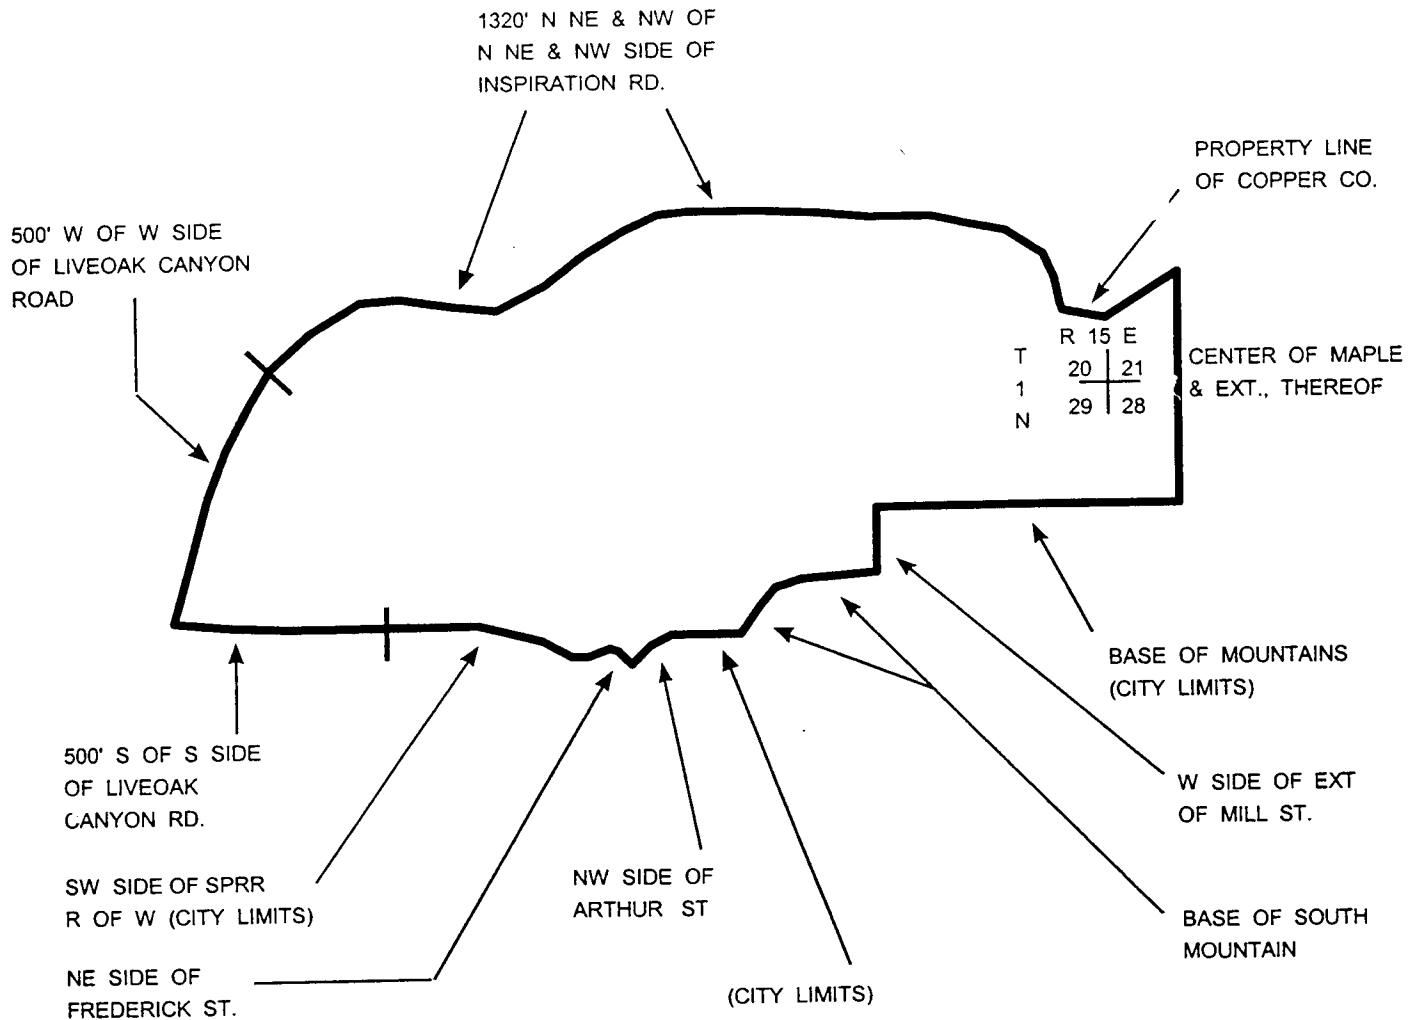 1320' N NE & NW OF
N NE & NW SIDE OF
INSPIRATION RD.
PROPERTY LINE
OF COPPER CO.
500' W OF W SIDE
OF LIVEOAK CANYON
ROAD
R 15 E
T
1
N
20 21
29 28
CENTER OF MAPLE
& EXT., THEREOF
BASE OF MOUNTAINS
(CITY LIMITS)
500' S OF S SIDE
OF LIVEOAK
CANYON RD.
W SIDE OF EXT
OF MILL ST.
SW SIDE OF SPRR
R OF W (CITY LIMITS)
NW SIDE OF
ARTHUR ST
BASE OF SOUTH
MOUNTAIN
NE SIDE OF
FREDERICK ST.
(CITY LIMITS)